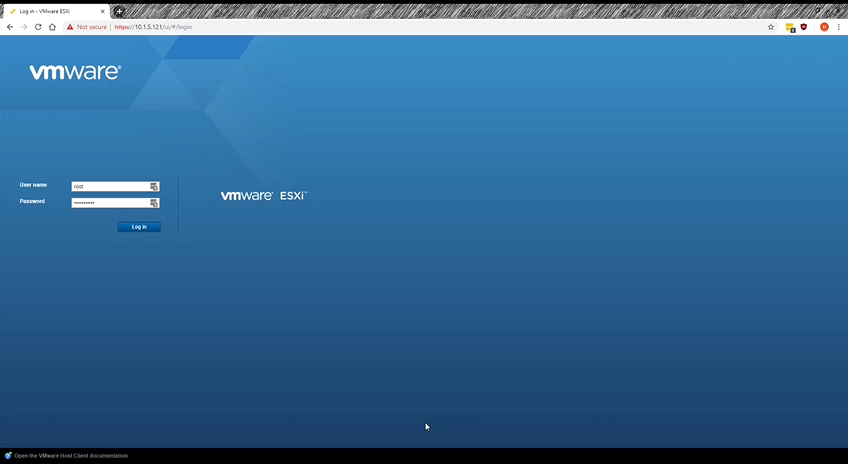 Log in - VMware ESXi
Not secure
https://10.1.5.121/ui/#/login
vmware®
User name
root
Password
Log in
vmware® ESXi™
Open the VMware Host Client documentation